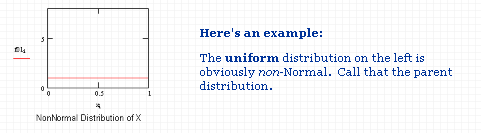 Here's an example:
The uniform distribution on the left is
obviously non-Normal. Call that the parent
distribution.
5
0
0
0.5
1
NonNormal Distribution of X